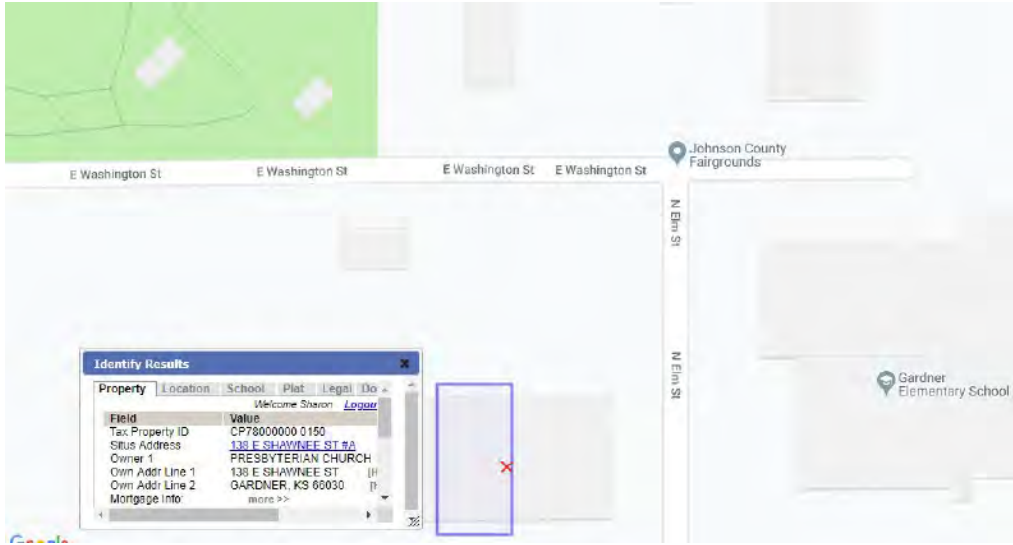 Johnson County
Fairgrounds
E Washington St
E Washington St
E Washington St
E Washington St
N Elm St
N Elm St
Gardner
Elementary School
Identify Results
Property Location School Plat Legal Do
Welcome Sharon Logout
Field Value
Tax Property ID CP78000000 0150
Situs Address 138 E SHAWNEE ST #A
Owner 1 PRESBYTERIAN CHURCH
Own Addr Line 1 138 E SHAWNEE ST
Own Addr Line 2 GARDNER, KS 66030
Mortgage Info: more >>
Google